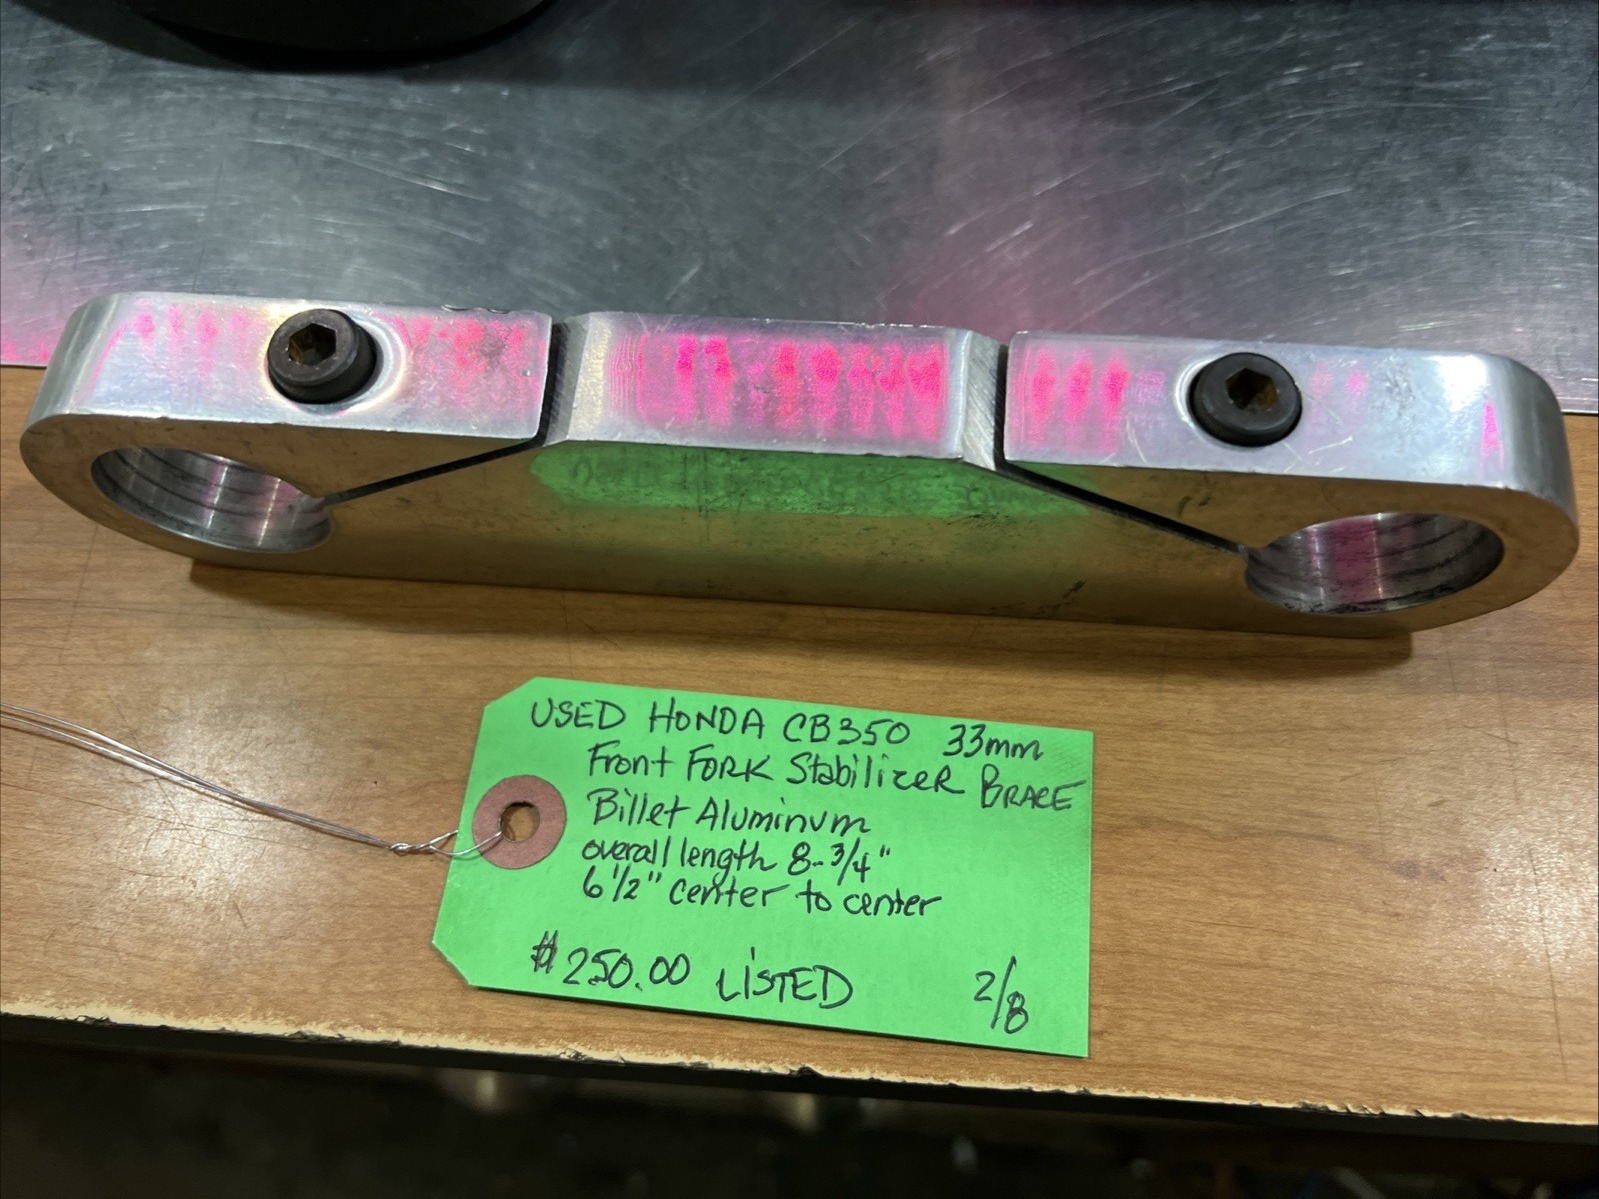 USED HONDA CB350 33mm
Front FORK StabilizeR BRACE
Billet Aluminum
overall length 8-3/4"
6 1/2" center to center
$250.00 LISTED 2/8